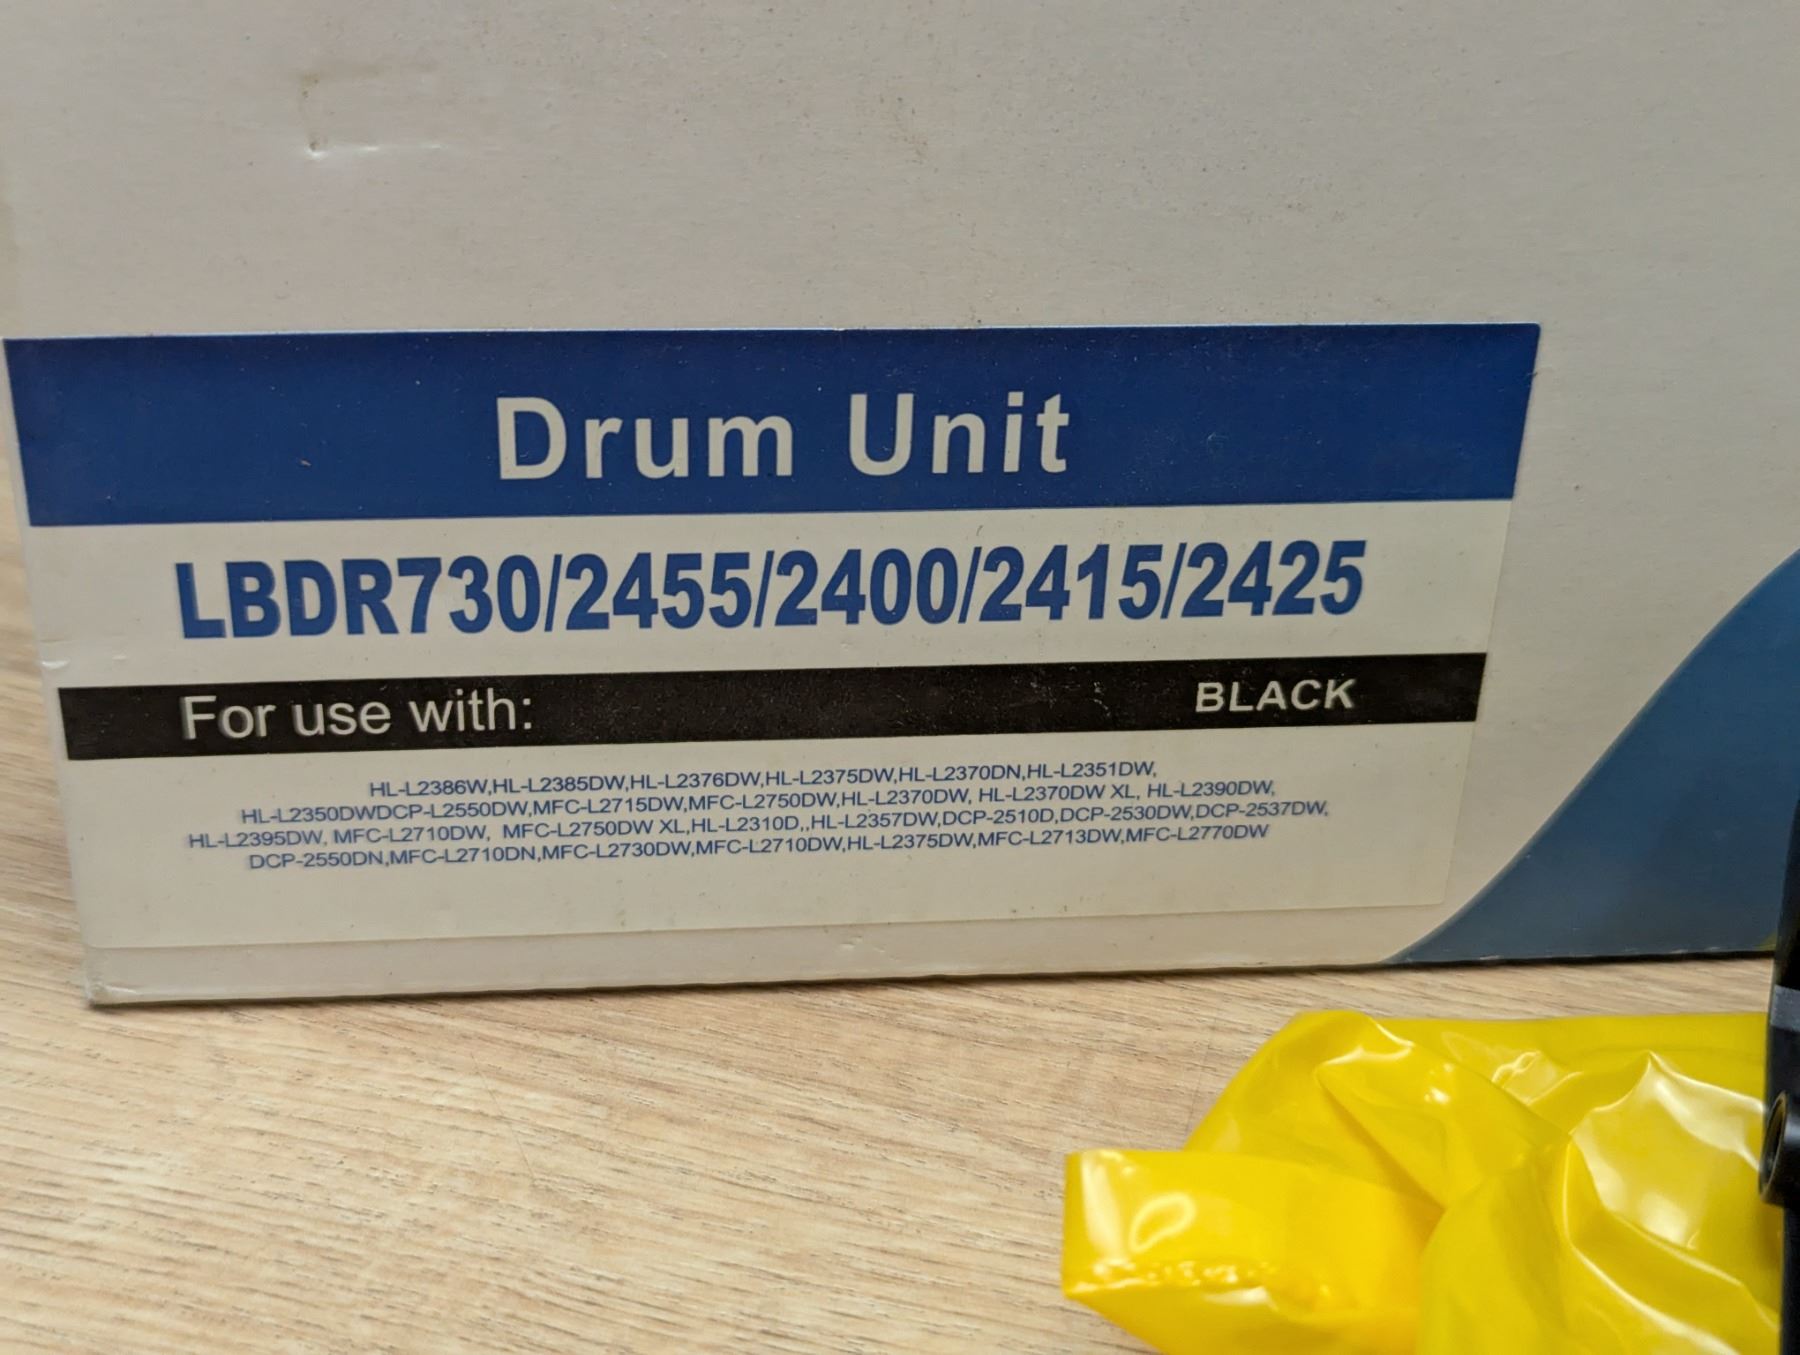 Drum Unit
LBDR730/2455/2400/2415/2425
For use with: BLACK
HL-L2386W,HL-L2385DW,HL-L2376DW,HL-L2375DW,HL-L2370DN,HL-L2351DW,
HL-L2350DWDCP-L2550DW,MFC-L2715DW,MFC-L2750DW,HL-L2370DW, HL-L2370DW XL, HL-L2390DW,
HL-L2395DW, MFC-L2710DW, MFC-L2750DW XL,HL-L2310D,,HL-L2357DW,DCP-2510D,DCP-2530DW,DCP-2537DW,
DCP-2550DN,MFC-L2710DN,MFC-L2730DW,MFC-L2710DW,HL-L2375DW,MFC-L2713DW,MFC-L2770DW